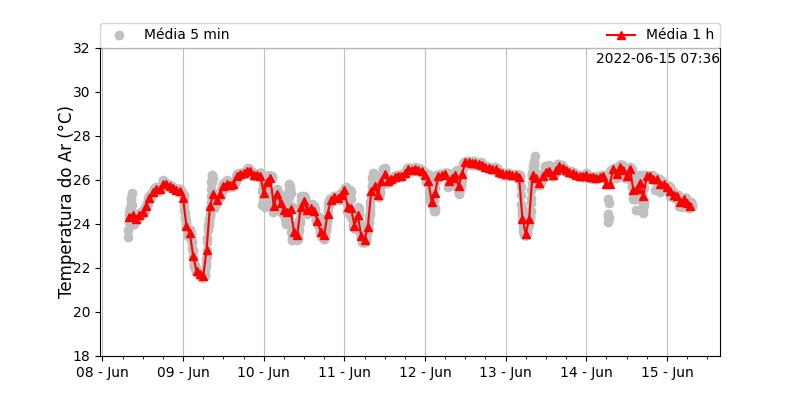 Média 5 min
Média 1 h
2022-06-15 07:36
Temperatura do Ar (°C)
32
30
28
26
24
22
20
18
08 - Jun
09 - Jun
10 - Jun
11 - Jun
12 - Jun
13 - Jun
14 - Jun
15 - Jun